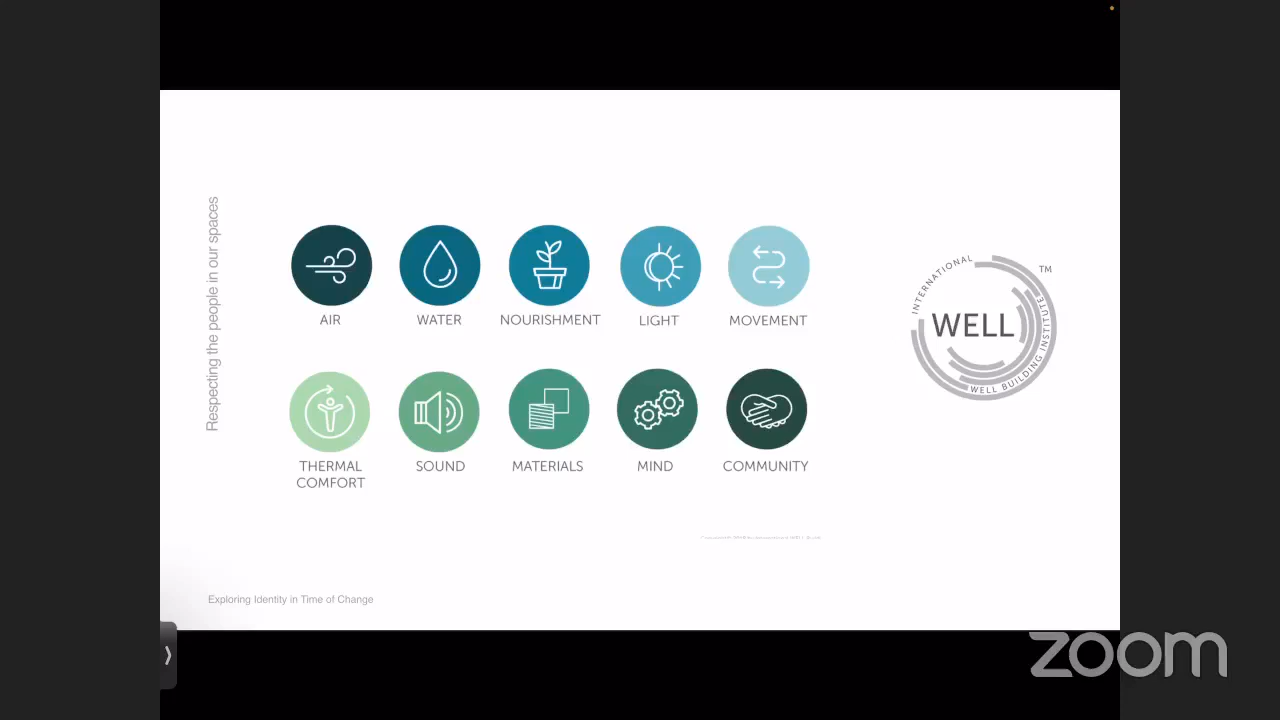 Respecting the people in our spaces
AIR
WATER
NOURISHMENT
LIGHT
MOVEMENT
THERMAL
COMFORT
SOUND
MATERIALS
MIND
COMMUNITY
INTERNATIONAL
WELL
TM
WELL BUILDING INSTITUTE
Exploring Identity in Time of Change
zoom